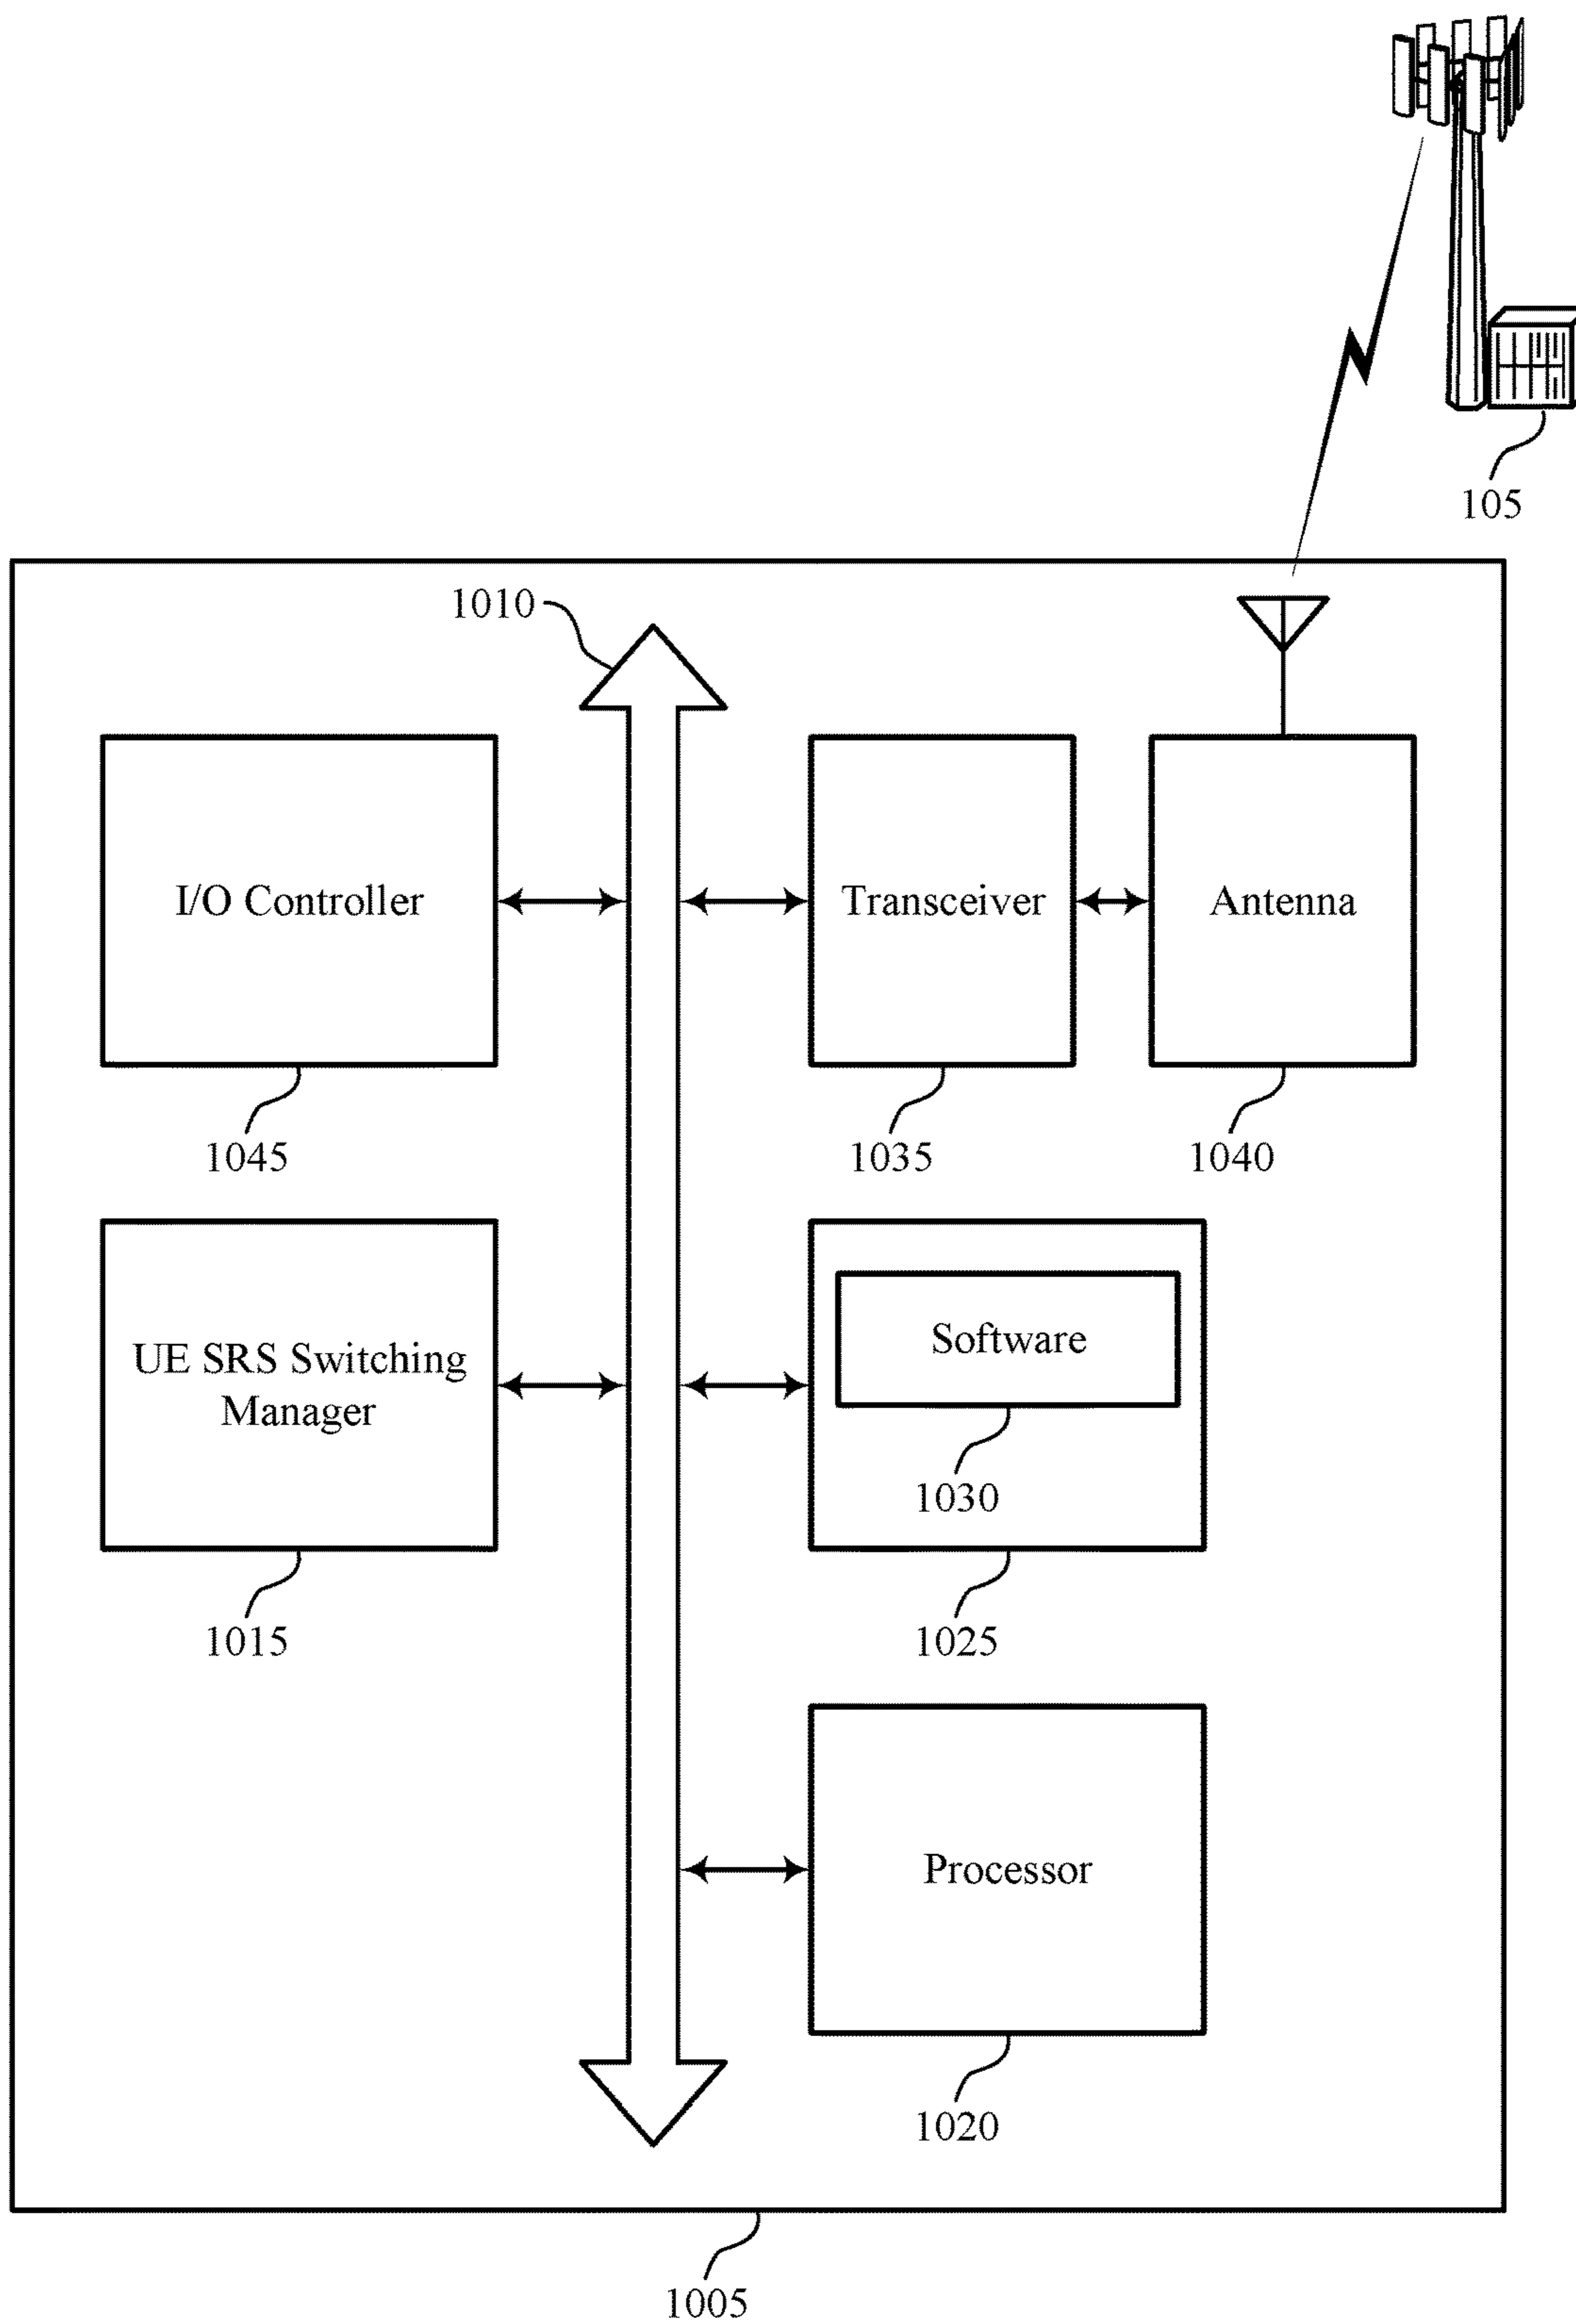 105
1010
I/O Controller
Transceiver
Antenna
1045
1035
1040
UE SRS Switching
Manager
Software
1030
1015
1025
Processor
1020
1005